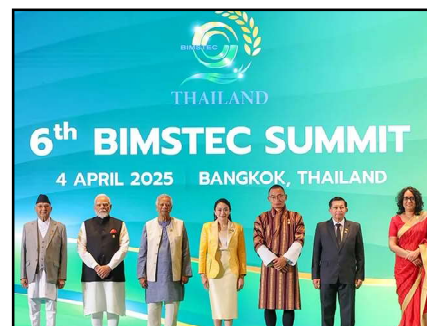 BIMSTEC
THAILAND
6th BIMSTEC SUMMIT
4 APRIL 2025 BANGKOK, THAILAND